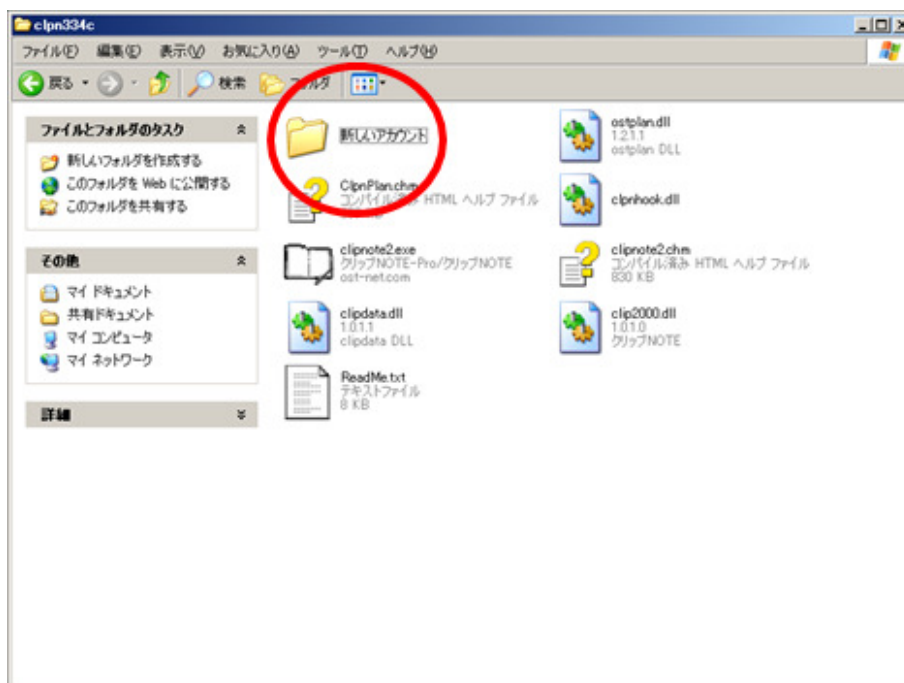 clpn334c
ファイル(F) 編集(E) 表示(V) お気に入り(A) ツール(T) ヘルプ(H)
戻る 検索 フォルダ
ファイルとフォルダのタスク
新しいフォルダを作成する
このフォルダを Web に公開する
このフォルダを共有する
その他
マイ ドキュメント
共有ドキュメント
マイ コンピュータ
マイ ネットワーク
詳細
新しいアカウント
ostplan.dll
1.2.1.1
ostplan DLL
ClpnPlan.chm
コンパイル済み HTML ヘルプ ファイル
clpnhook.dll
clipnote2.exe
クリップNOTE-Pro/クリップNOTE
ost-net.com
clipnote2.chm
コンパイル済み HTML ヘルプ ファイル
830 KB
clipdata.dll
1.0.1.1
clipdata DLL
clip2000.dll
1.0.1.0
クリップNOTE
ReadMe.txt
テキストファイル
8 KB